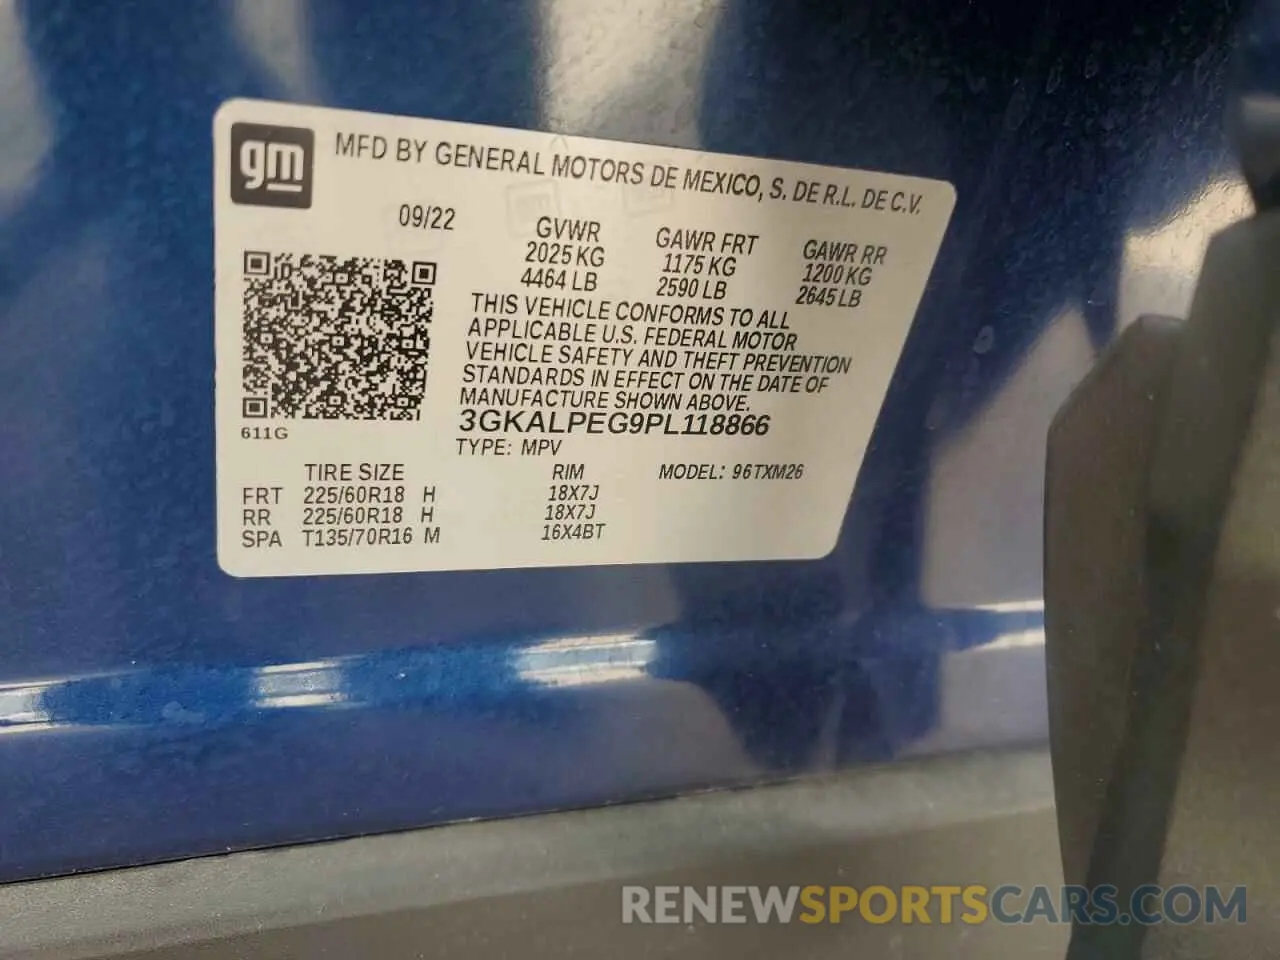 gm
MFD BY GENERAL MOTORS DE MEXICO, S. DE R.L. DE C.V.
09/22
GVWR GAWR FRT GAWR RR
2025 KG 1175 KG 1200 KG
4464 LB 2590 LB 2645 LB
THIS VEHICLE CONFORMS TO ALL
APPLICABLE U.S. FEDERAL MOTOR
VEHICLE SAFETY AND THEFT PREVENTION
STANDARDS IN EFFECT ON THE DATE OF
MANUFACTURE SHOWN ABOVE.
3GKALPEG9PL118866
611G
TYPE: MPV
TIRE SIZE RIM MODEL: 96TXM26
FRT 225/60R18 H 18X7J
RR 225/60R18 H 18X7J
SPA T135/70R16 M 16X4BT
RENEWSPORTSCARS.COM